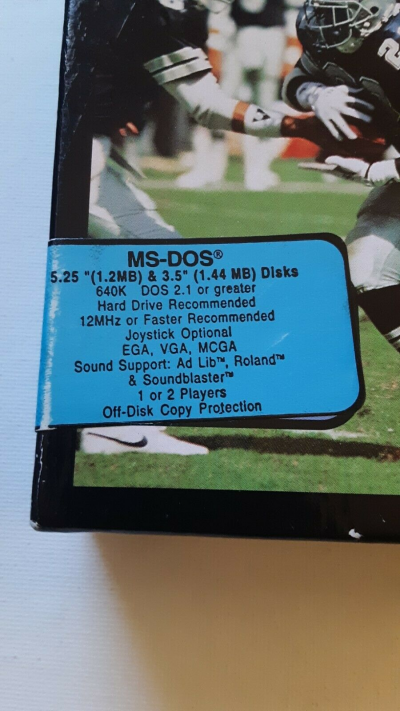 MS-DOS®
5.25 "(1.2MB) & 3.5" (1.44 MB) Disks
640K DOS 2.1 or greater
Hard Drive Recommended
12MHz or Faster Recommended
Joystick Optional
EGA, VGA, MCGA
Sound Support: Ad Lib™, Roland™
& Soundblaster™
1 or 2 Players
Off-Disk Copy Protection